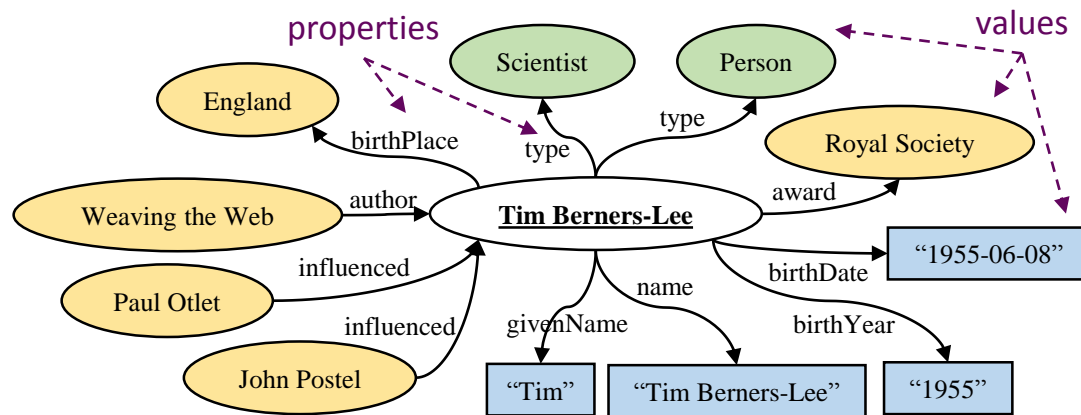 properties
values
Scientist
Person
England
type
birthPlace
type
Royal Society
award
Weaving the Web
author
Tim Berners-Lee
“1955-06-08”
influenced
birthDate
Paul Otlet
name
influenced
givenName
birthYear
John Postel
“Tim”
“Tim Berners-Lee”
“1955”